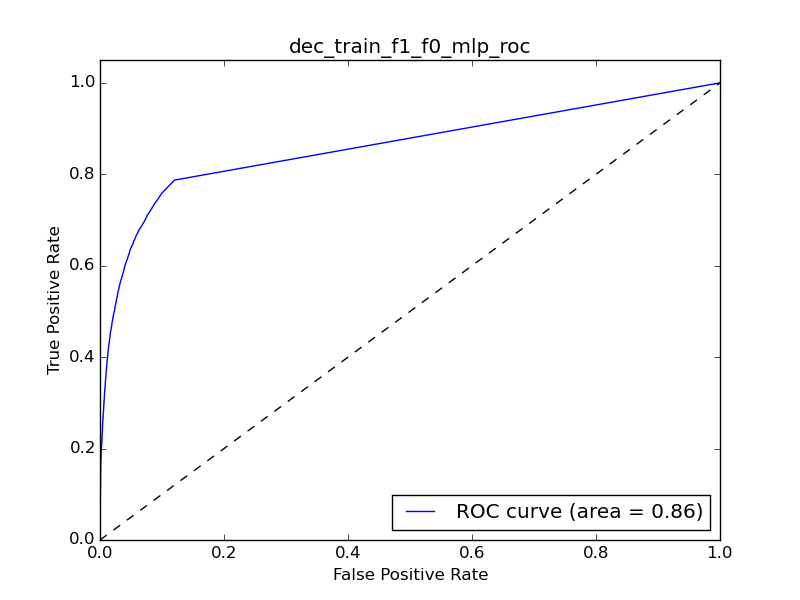 dec_train_f1_f0_mlp_roc
1.0
0.8
0.6
0.4
0.2
0.0
True Positive Rate
ROC curve (area = 0.86)
0.0 0.2 0.4 0.6 0.8 1.0
False Positive Rate